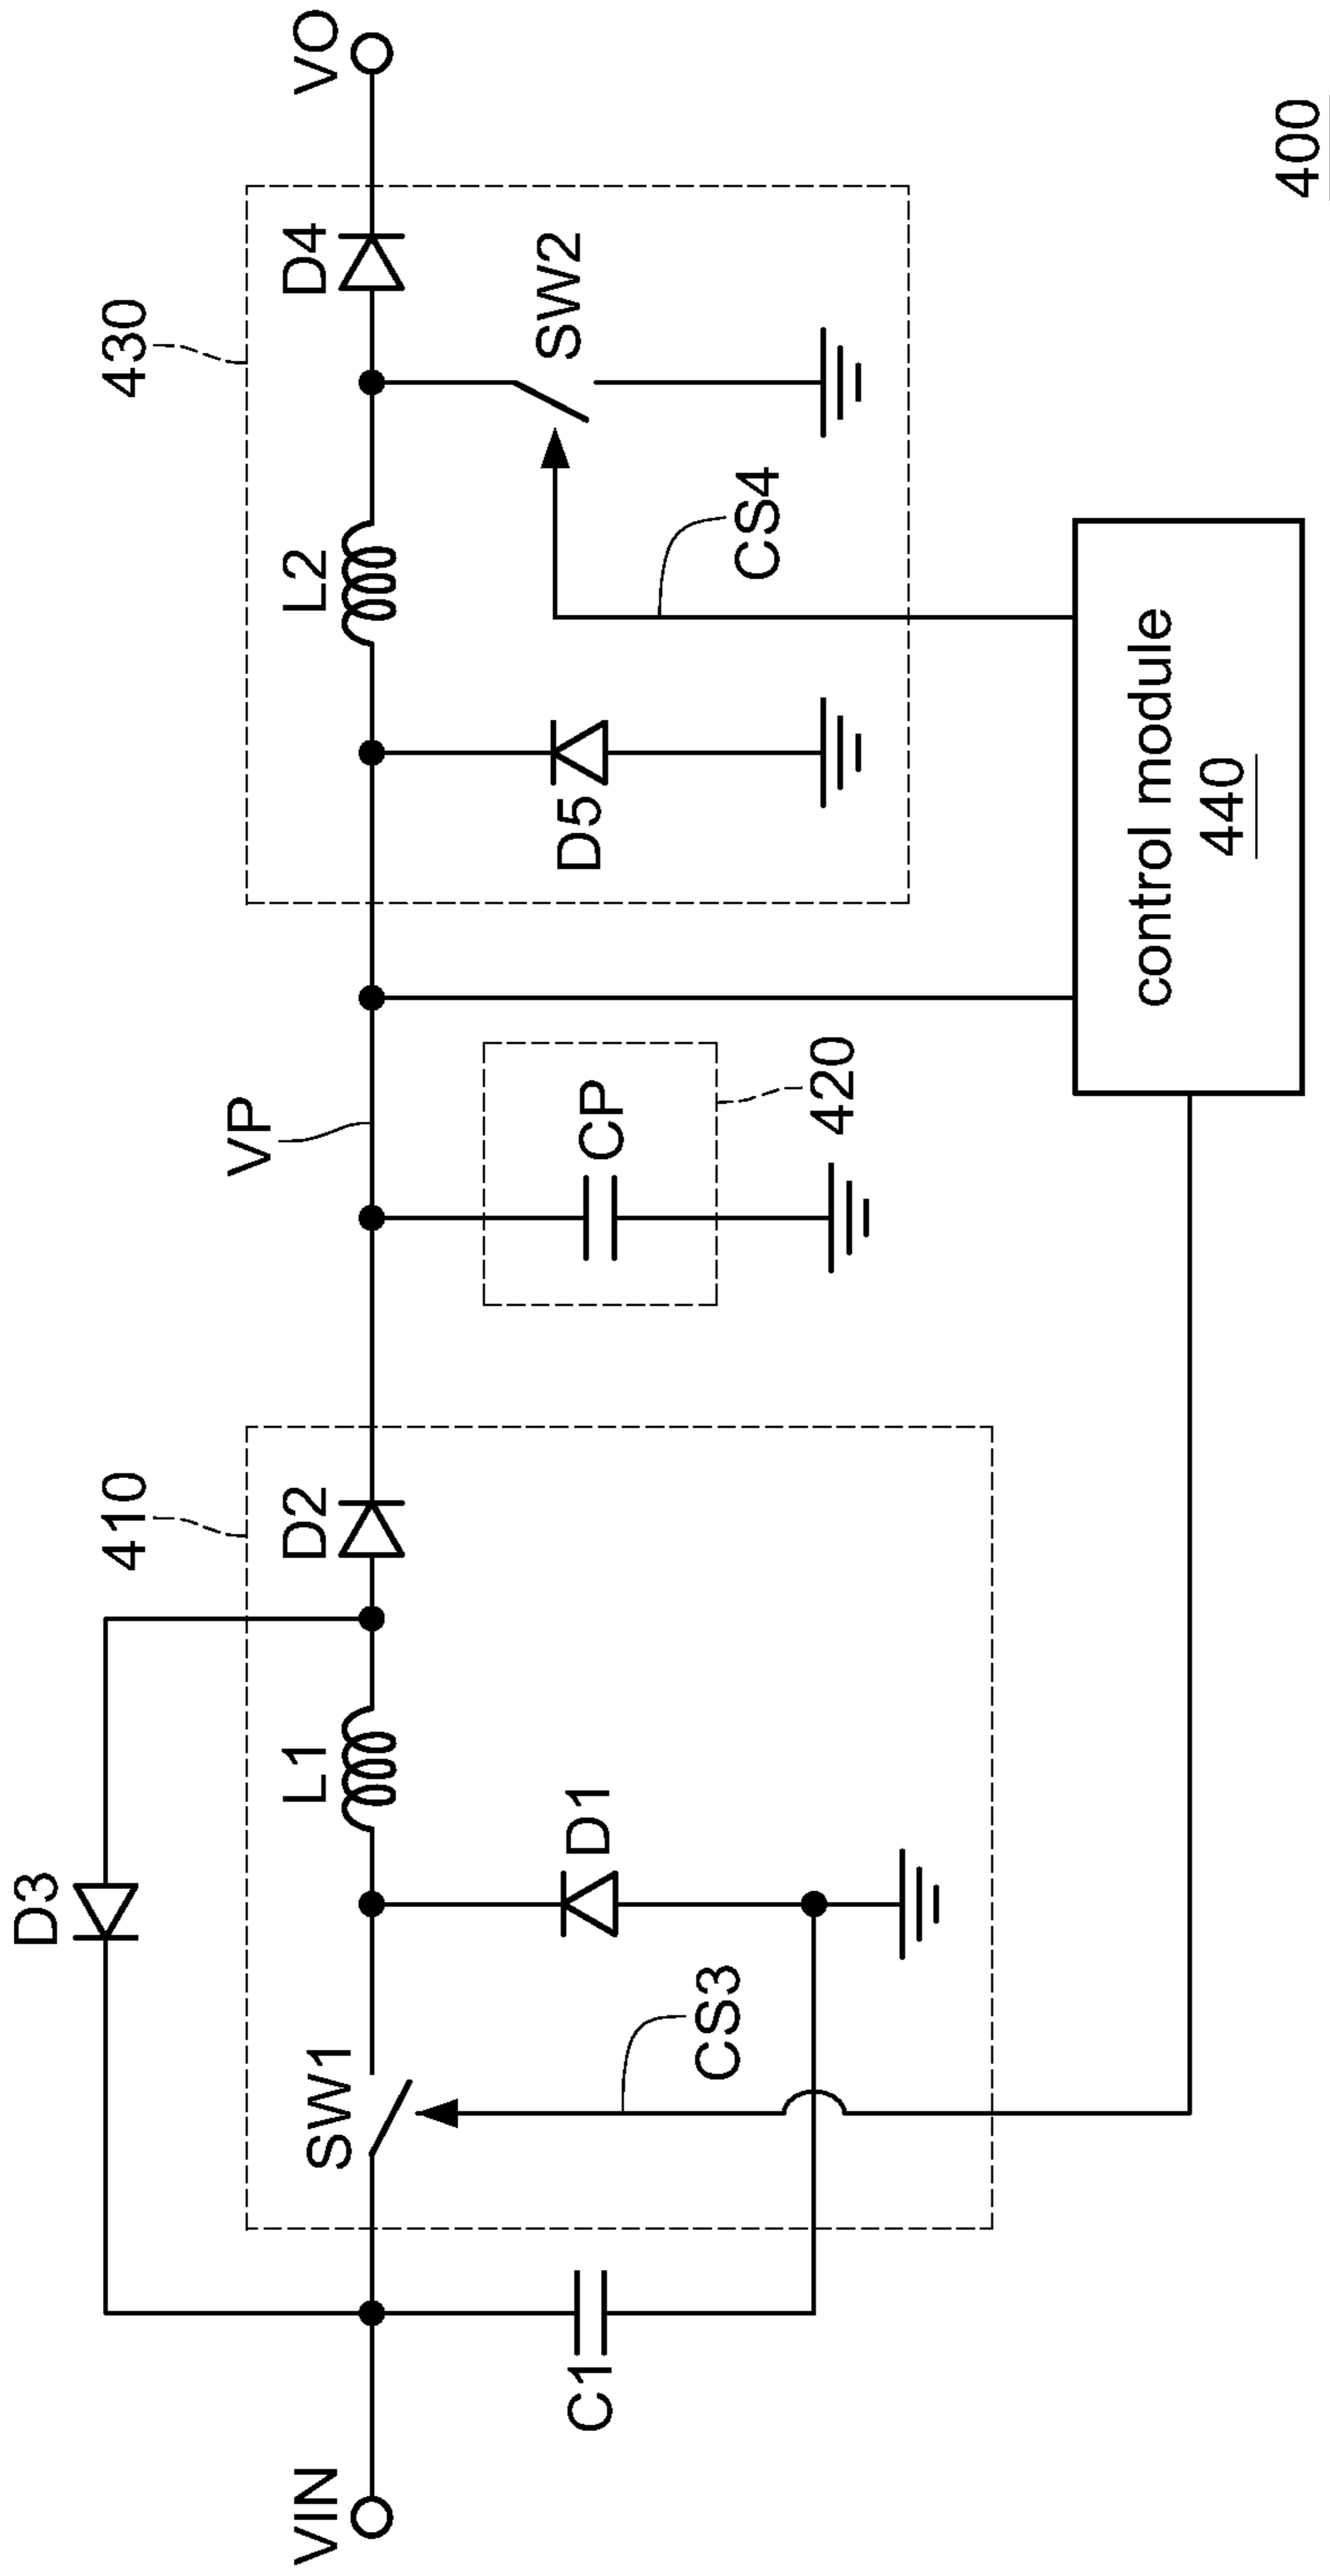 410
430
D3
VP
VIN
SW1
L1
D2
L2
D4
VO
C1
D1
CP
D5
SW2
CS3
420
CS4
control module
440
400